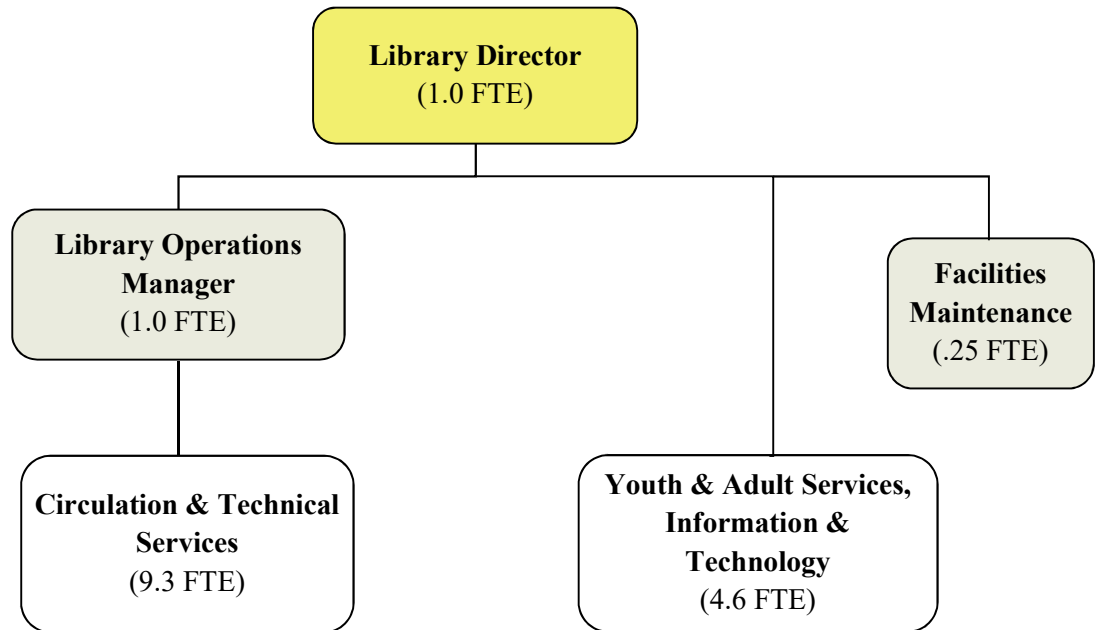 Library Director
(1.0 FTE)
Library Operations
Manager
(1.0 FTE)
Facilities
Maintenance
(.25 FTE)
Circulation & Technical
Services
(9.3 FTE)
Youth & Adult Services,
Information &
Technology
(4.6 FTE)